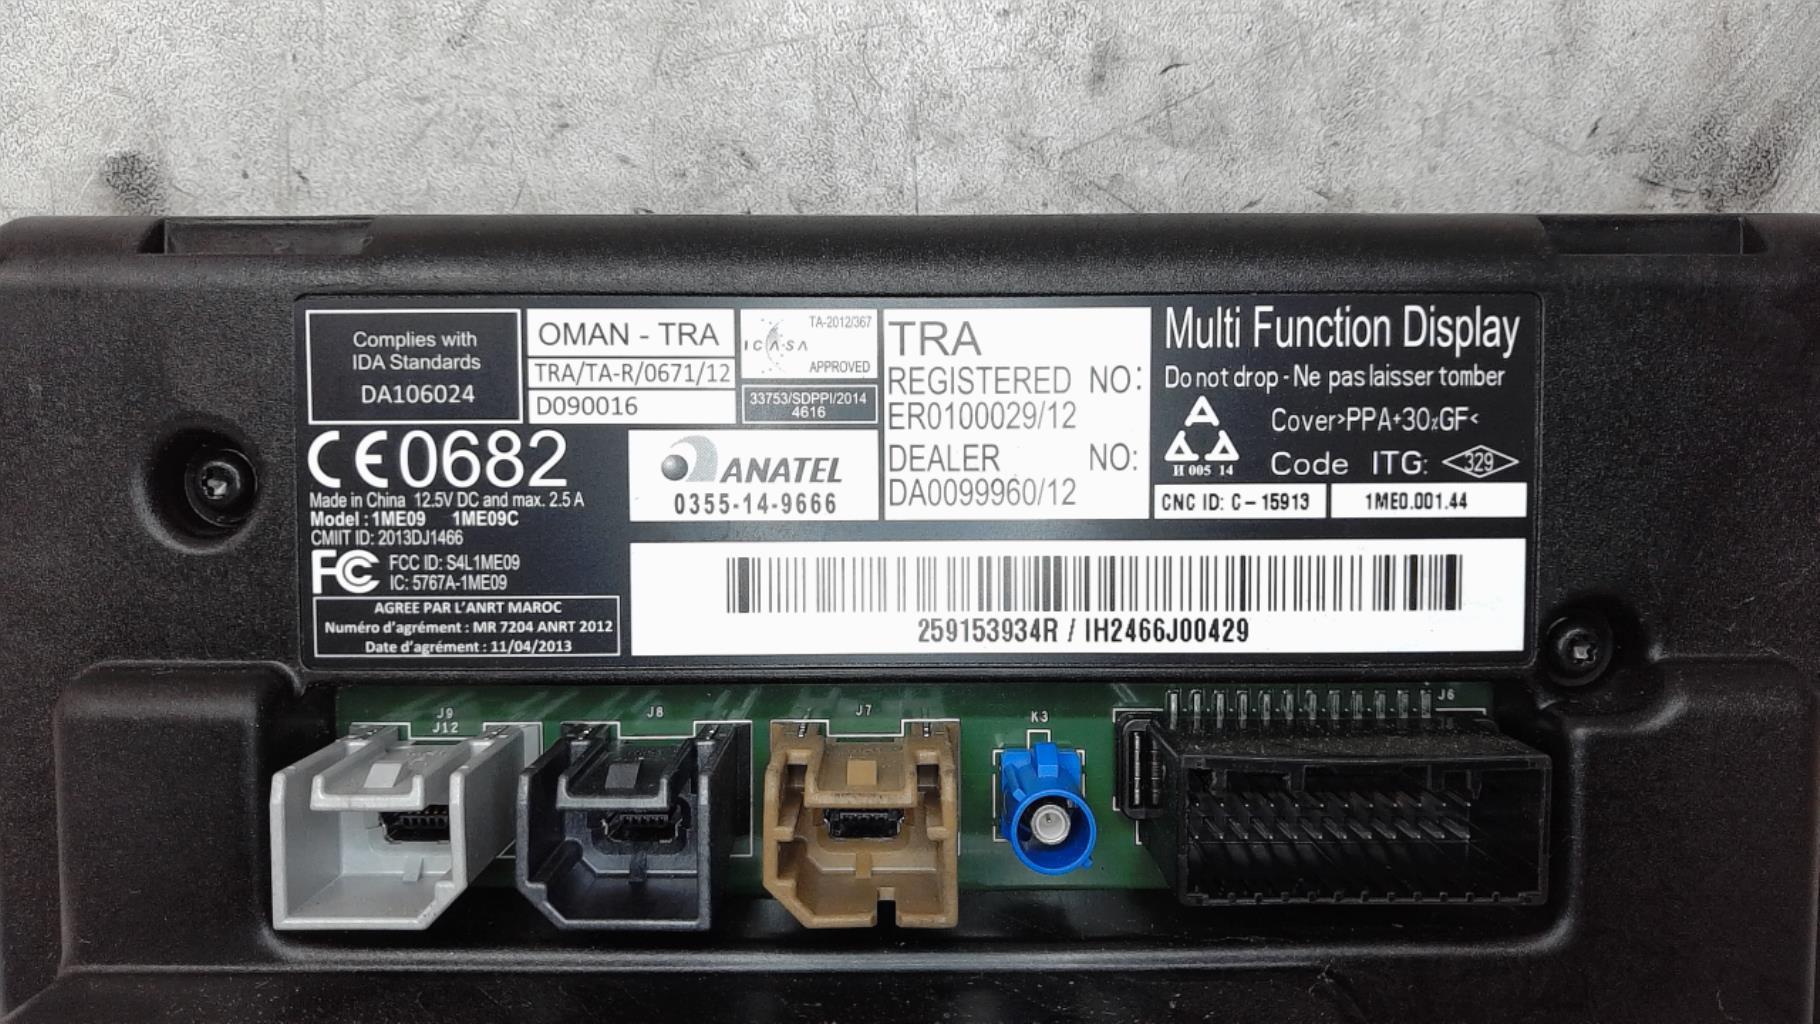 Complies with
IDA Standards
DA106024
OMAN - TRA
TRA/TA-R/0671/12
D090016
TA-2012/367
ICASA
APPROVED
33753/SDPPI/2014
4616
TRA
REGISTERED NO:
ER0100029/12
DEALER NO:
DA0099960/12
Multi Function Display
Do not drop - Ne pas laisser tomber
Cover>PPA+30%GF<
A
H 005 14
Code ITG: 329
CNC ID: C-15913
1ME0.001.44
CE0682
Made in China 12.5V DC and max. 2.5 A
Model : 1ME09 1ME09C
CMIIT ID: 2013DJ1466
FC FCC ID: S4L1ME09
IC: 5767A-1ME09
AGREE PAR L'ANRT MAROC
Numéro d'agrément : MR 7204 ANRT 2012
Date d'agrément : 11/04/2013
ANATEL
0355-14-9666
259153934R / IH2466J00429
J9
J12
J8
J7
K3
J6